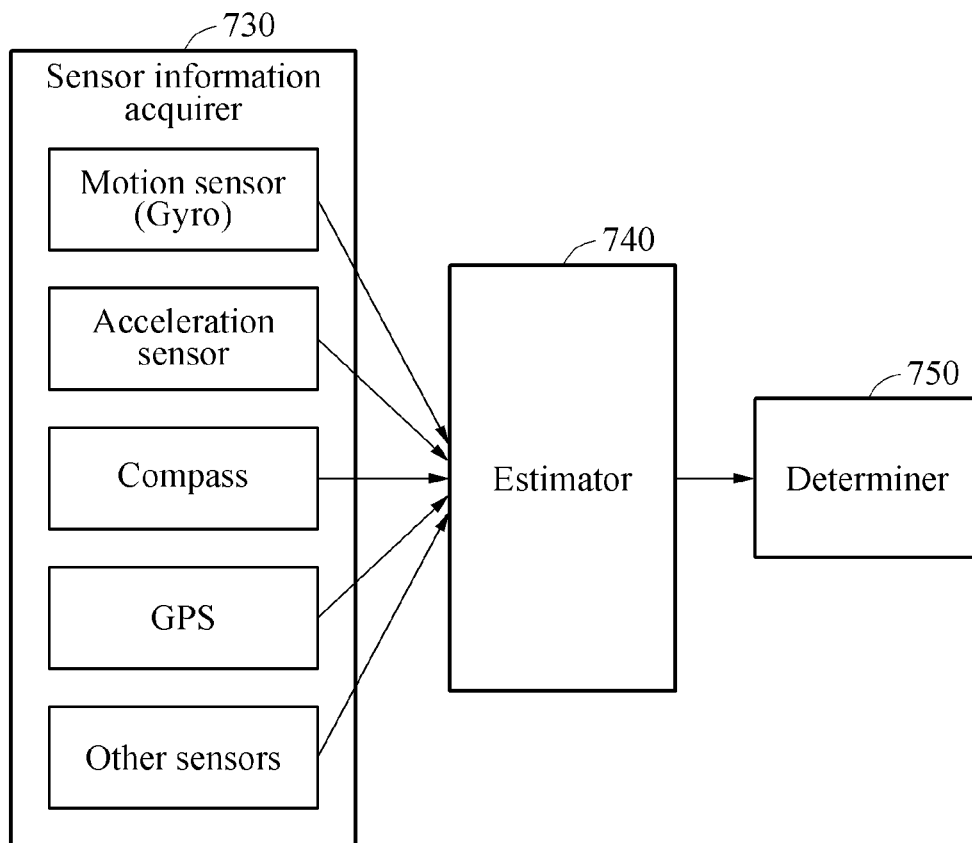 730
Sensor information
acquirer
Motion sensor
(Gyro)
Acceleration
sensor
Compass
GPS
Other sensors
740
Estimator
750
Determiner